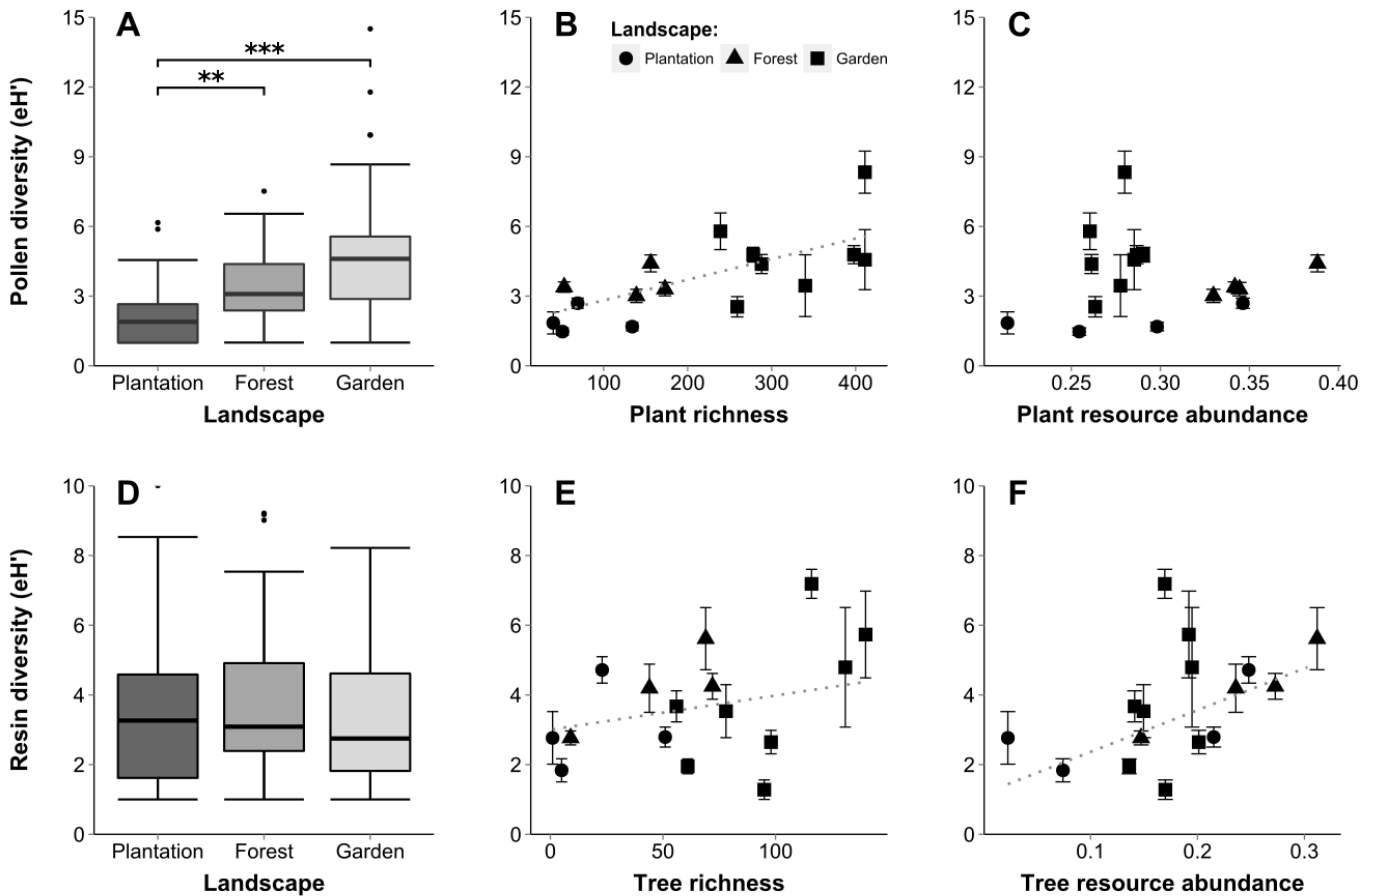 A
B
C
Landscape:
Plantation Forest Garden
***
**
Pollen diversity (eH')
15
12
9
6
3
0
Plantation Forest Garden
Landscape
15
12
9
6
3
0
100 200 300 400
Plant richness
15
12
9
6
3
0
0.25 0.30 0.35 0.40
Plant resource abundance
D
E
F
Resin diversity (eH')
10
8
6
4
2
0
Plantation Forest Garden
Landscape
10
8
6
4
2
0
0 50 100
Tree richness
10
8
6
4
2
0
0.1 0.2 0.3
Tree resource abundance